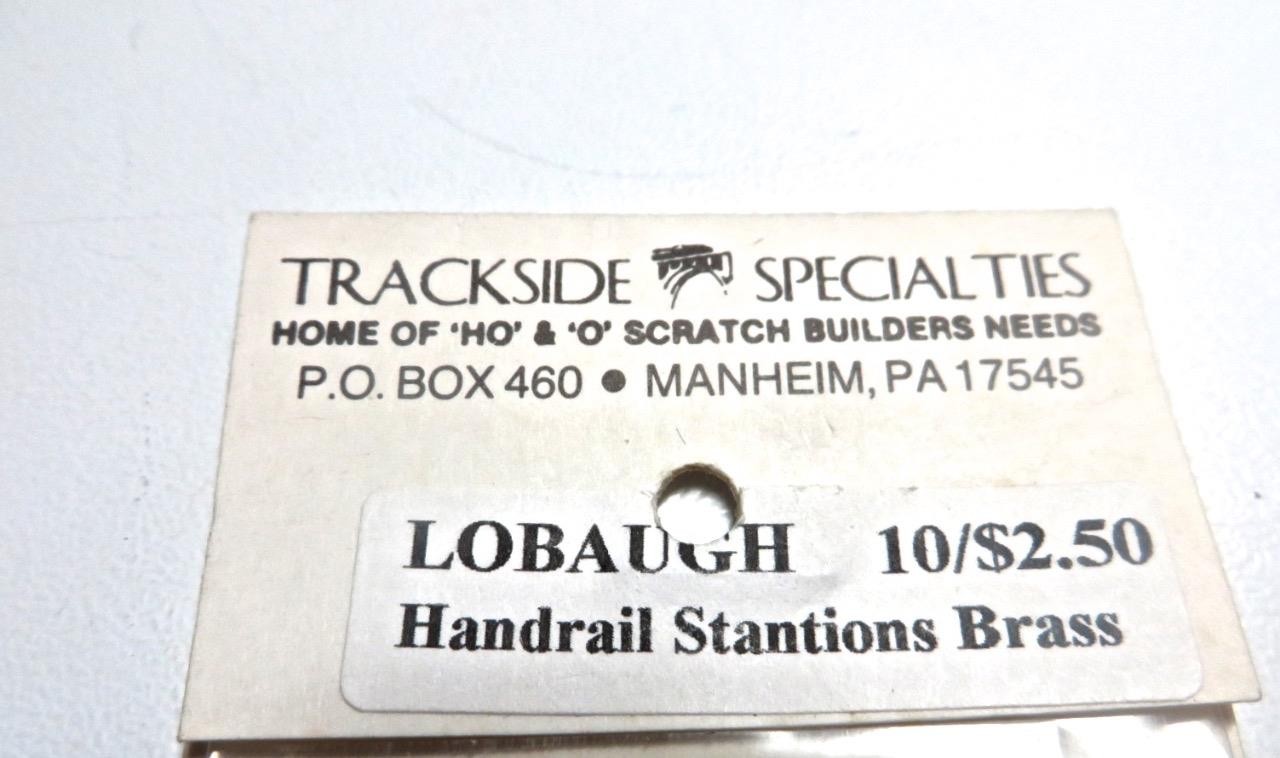 TRACKSIDE SPECIALTIES
HOME OF 'HO' & 'O' SCRATCH BUILDERS NEEDS
P.O. BOX 460 • MANHEIM, PA 17545
LOBAUGH 10/$2.50
Handrail Stantions Brass